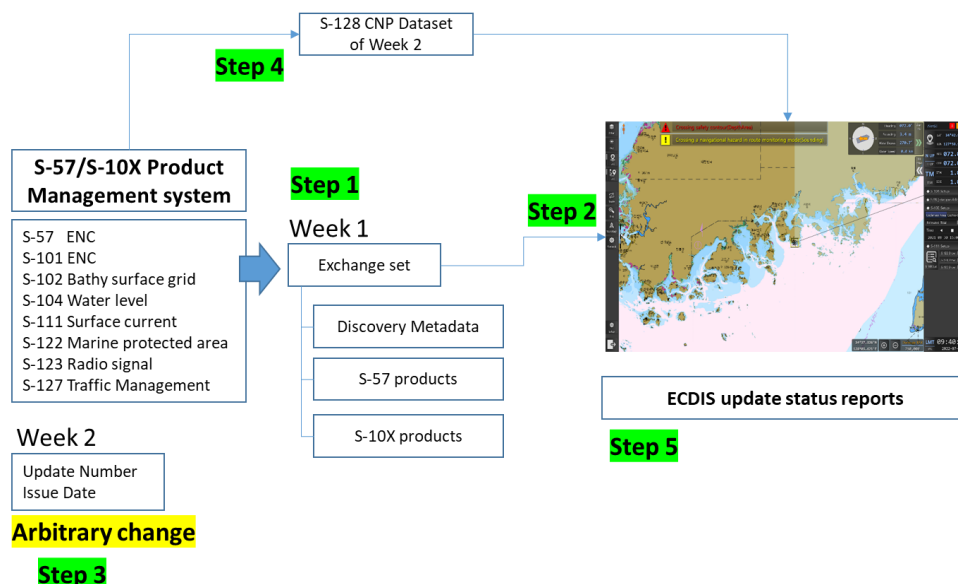 S-128 CNP Dataset
of Week 2
Step 4
S-57/S-10X Product
Management system
S-57 ENC
S-101 ENC
S-102 Bathy surface grid
S-104 Water level
S-111 Surface current
S-122 Marine protected area
S-123 Radio signal
S-127 Traffic Management
Step 1
Week 1
Exchange set
Discovery Metadata
S-57 products
S-10X products
Step 2
LMT 09:40:
ECDIS update status reports
Step 5
Week 2
Update Number
Issue Date
Arbitrary change
Step 3